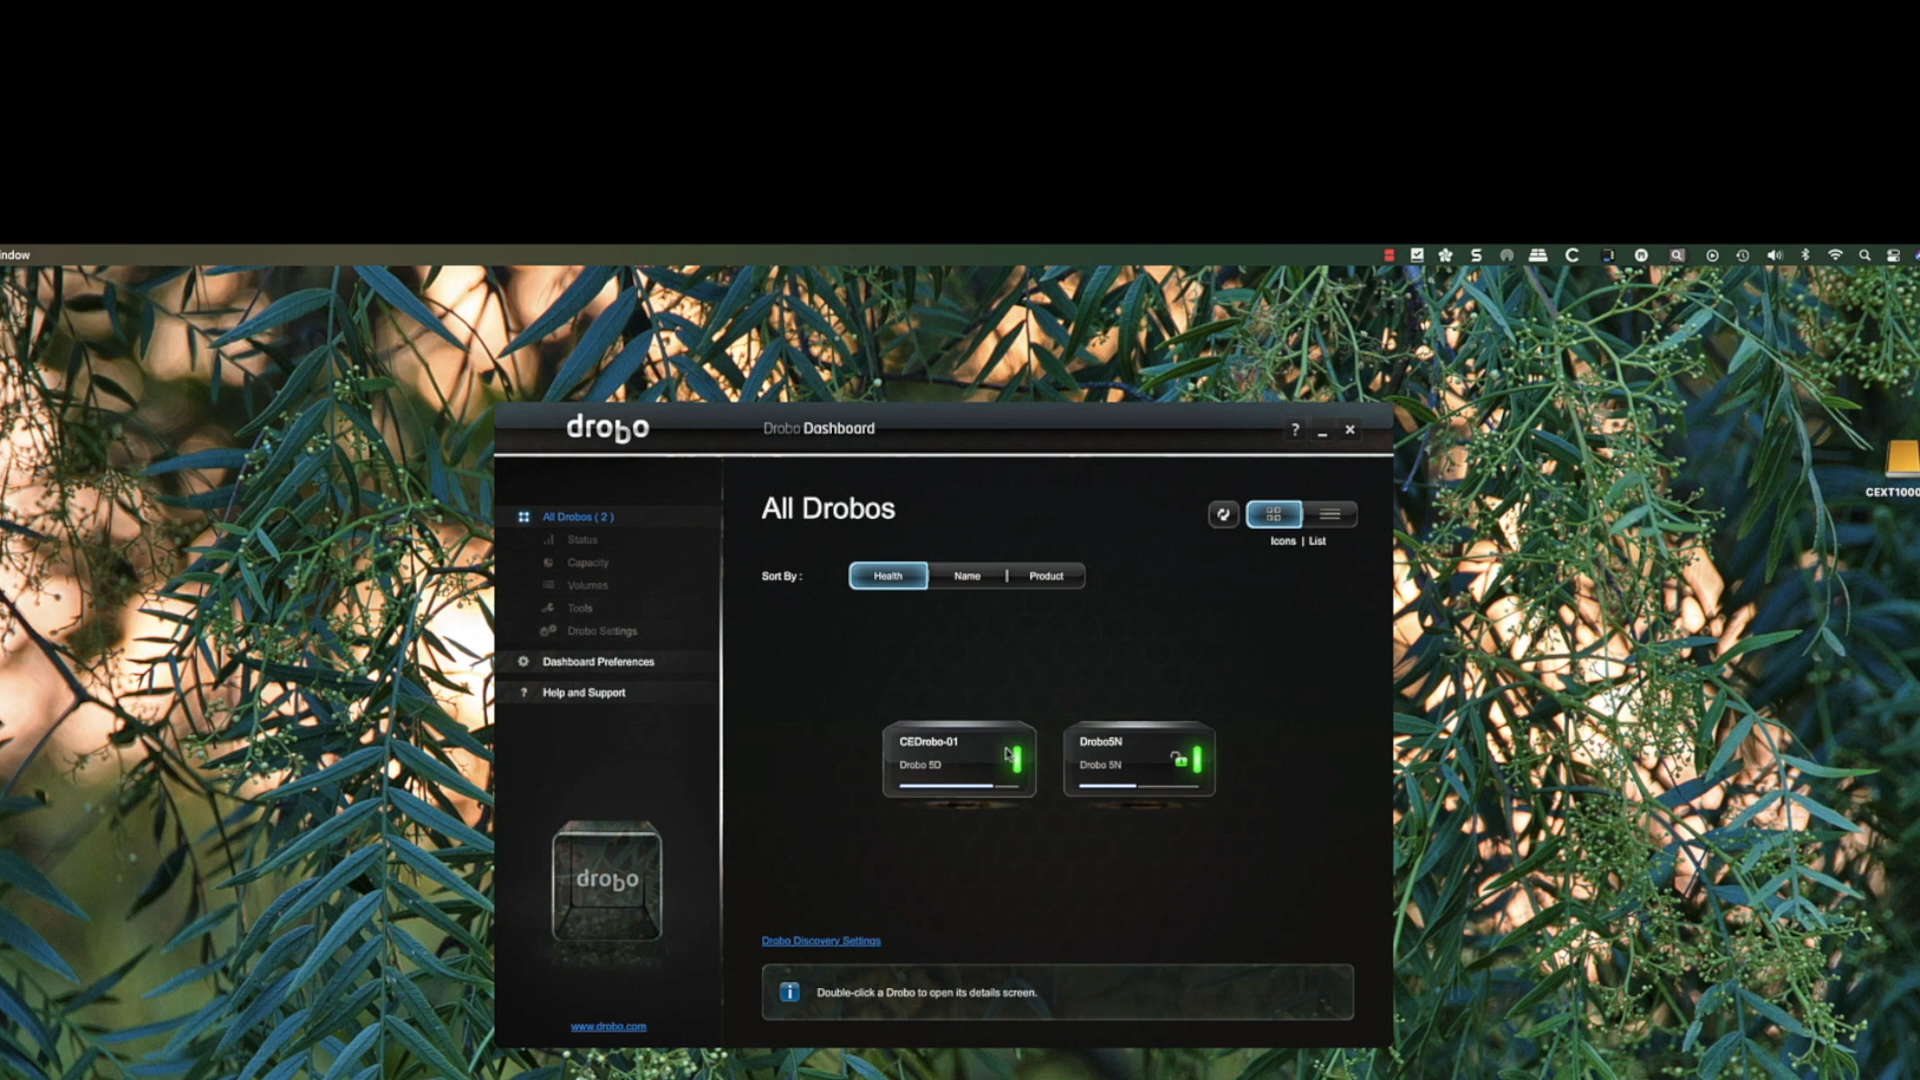 indow
CEXT1000
drobo
Drobo Dashboard
?
All Drobos ( 2 )
Status
Capacity
Volumes
Tools
Drobo Settings
Dashboard Preferences
? Help and Support
drobo
www.drobo.com
All Drobos
Icons | List
Sort By :
Health
Name
|
Product
CEDrobo-01
Drobo 5D
Drobo5N
Drobo 5N
Drobo Discovery Settings
Double-click a Drobo to open its details screen.